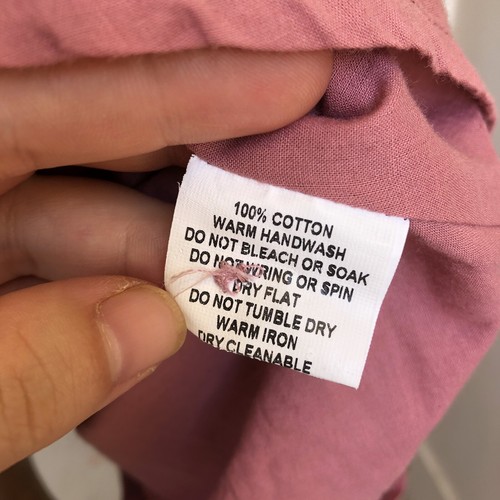 100% COTTON
WARM HANDWASH
DO NOT BLEACH OR SOAK
DO NOT WRING OR SPIN
DRY FLAT
DO NOT TUMBLE DRY
WARM IRON
DRY CLEANABLE